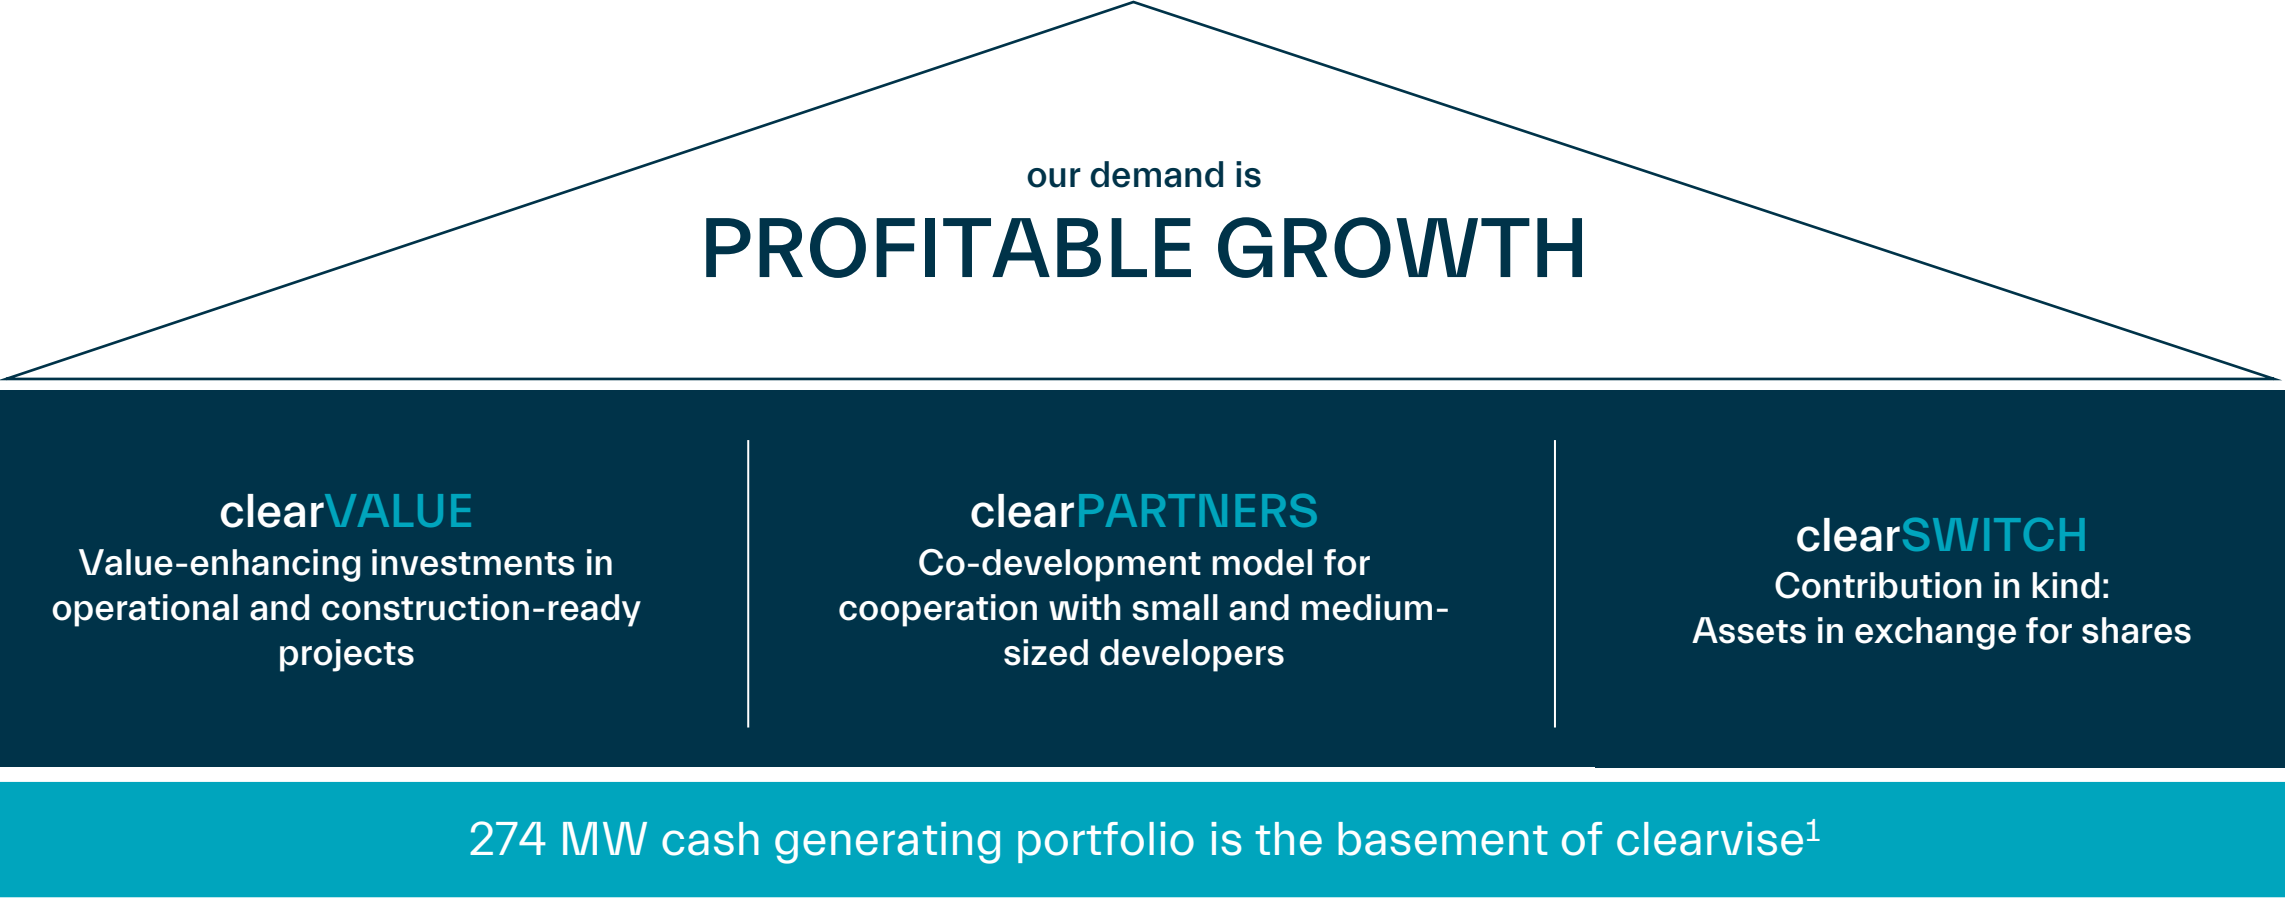 our demand is
PROFITABLE GROWTH
clearVALUE
Value-enhancing investments in
operational and construction-ready
projects
clearPARTNERS
Co-development model for
cooperation with small and medium-
sized developers
clearSWITCH
Contribution in kind:
Assets in exchange for shares
274 MW cash generating portfolio is the basement of clearvise¹